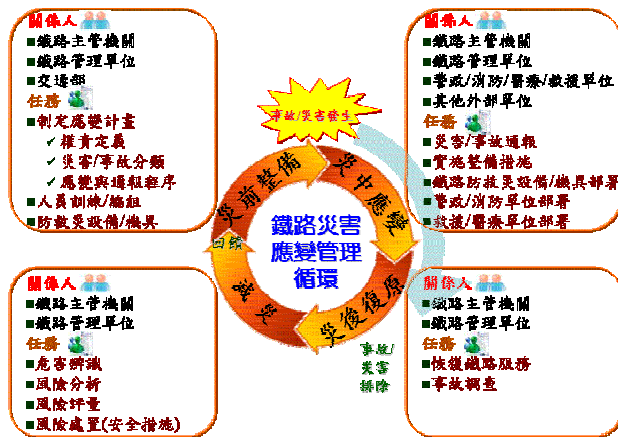 關係人
■鐵路主管機關
■鐵路管理單位
■交通部
任務
■制定應變計畫
✓ 權責定義
✓ 災害/事故分類
✓ 應變與通報程序
■人員訓練/編組
■防救災設備/機具
關係人
■鐵路主管機關
■鐵路管理單位
■警政/消防/醫療/救援單位
■其他外部單位
任務
■災害/事故通報
■實施整備措施
■鐵路防救災設備/機具部署
■警政/消防單位部署
■救援/醫療單位部署
事故/災害發生
災前整備
災中應變
災後復原
減災
回饋
鐵路災害
應變管理
循環
事故/
災害
排除
關係人
■鐵路主管機關
■鐵路管理單位
任務
■危害辨識
■風險分析
■風險評量
■風險處置(安全措施)
關係人
■鐵路主管機關
■鐵路管理單位
任務
■恢復鐵路服務
■事故調查